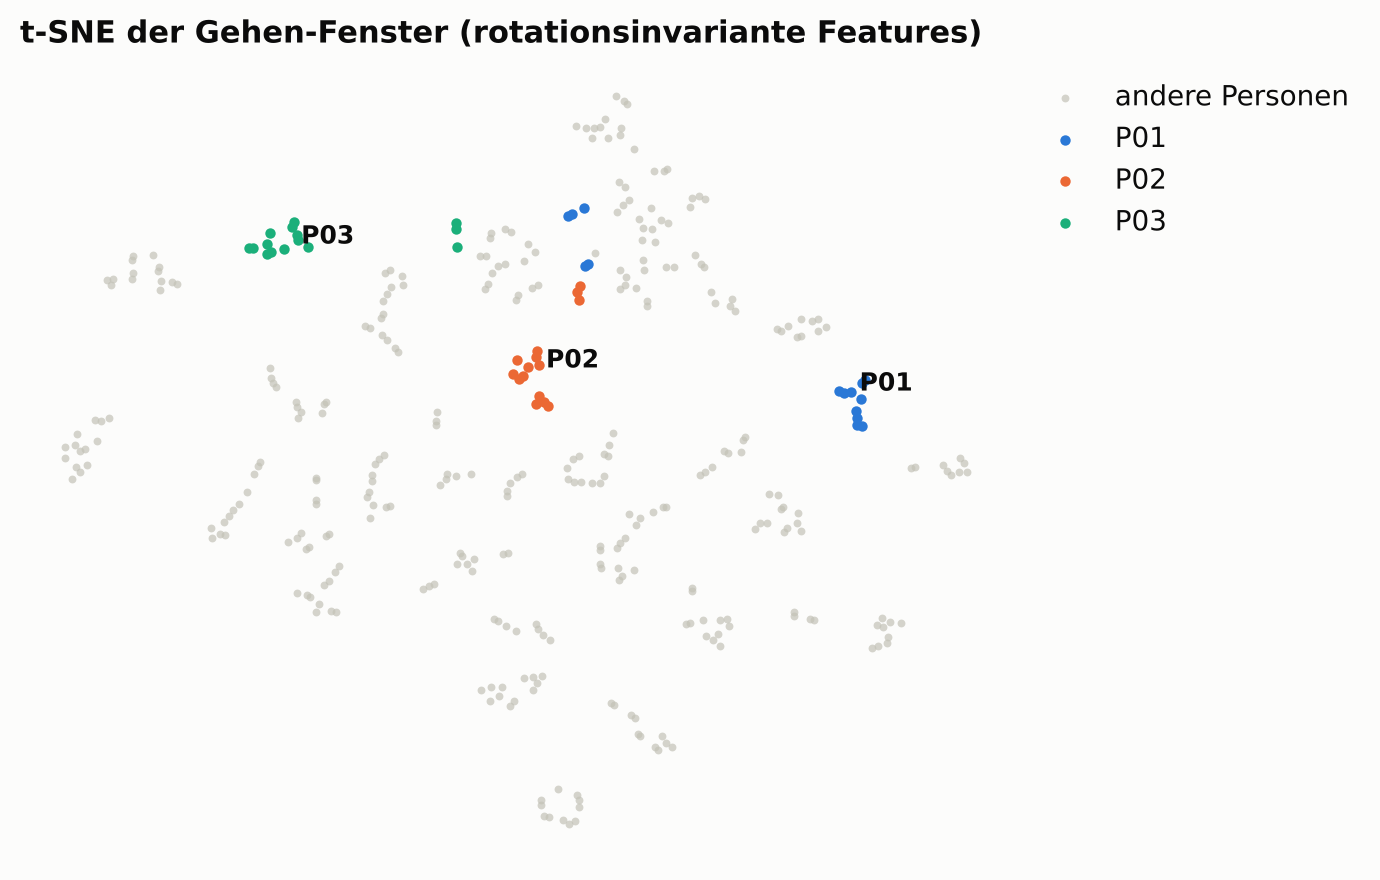 t-SNE der Gehen-Fenster (rotationsinvariante Features)
andere Personen
P01
P02
P03
P03
P02
P01